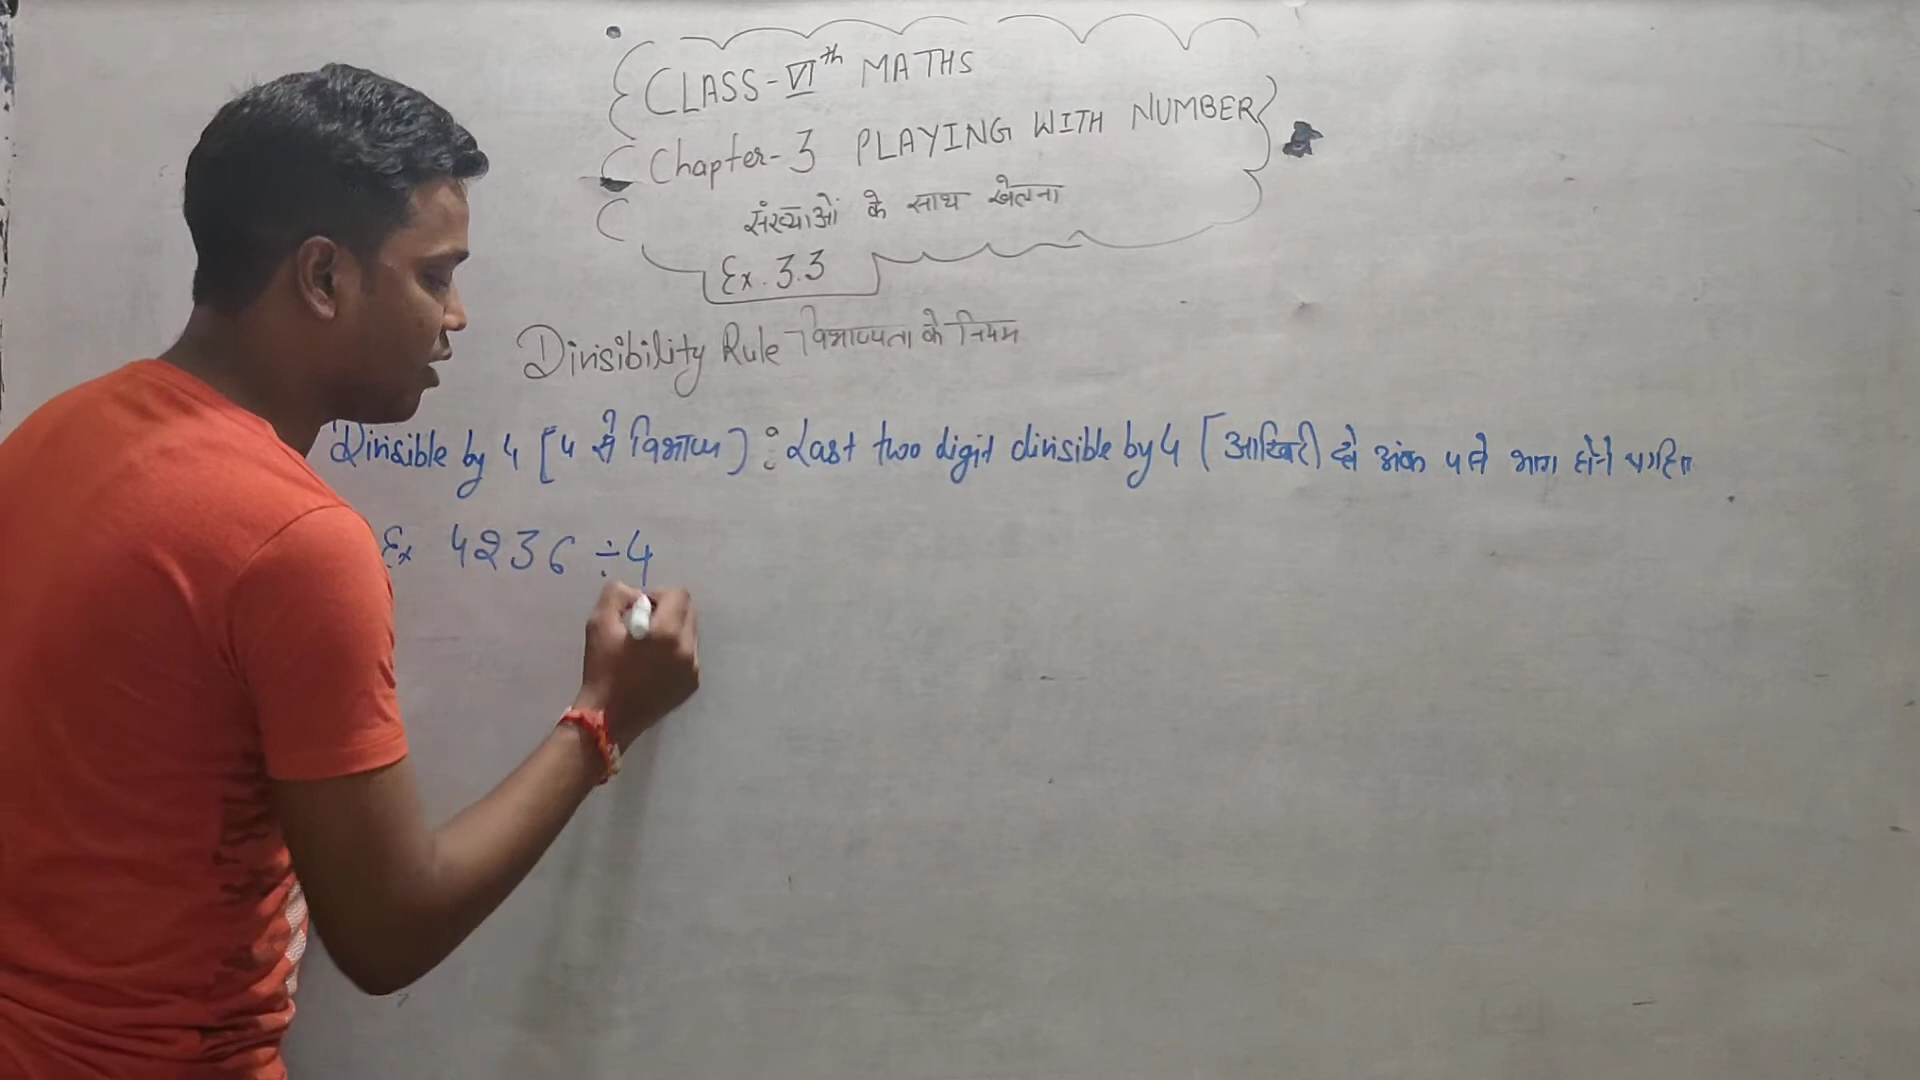 CLASS-VIth MATHS
Chapter-3 PLAYING WITH NUMBER
संख्याओं के साथ खेलना
Ex. 3.3
Divisibility Rule - विभाज्यता के नियम
Divisible by 4 [4 से विभाज्य] : Last two digit divisible by 4 [आखिरी दो अंक 4 से भाग होने चाहिए
Ex 4236 ÷4